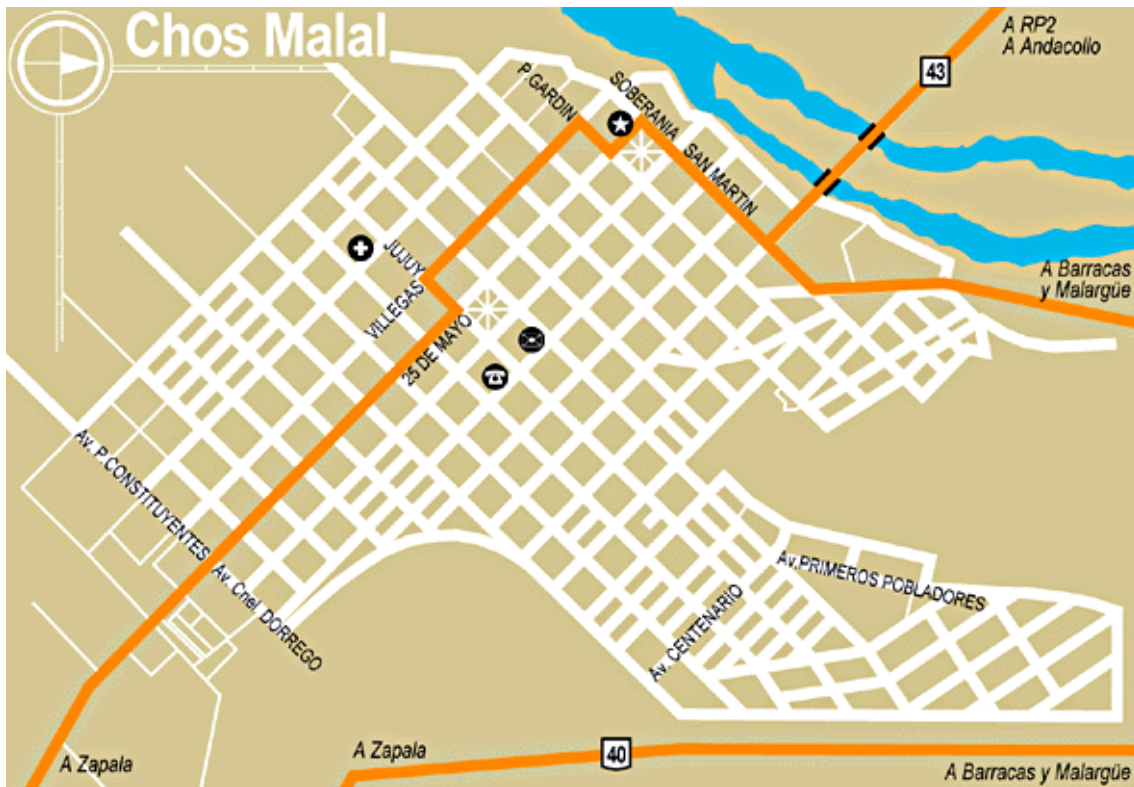 Chos Malal
A RP2
A Andacollo
43
P.GARDIN
SOBERANIA
SAN MARTIN
JUJUY
VILLEGAS
25 DE MAYO
A Barracas
y Malargüe
Av. P.CONSTITUYENTES
Av. Cnel. DORREGO
Av.PRIMEROS POBLADORES
Av. CENTENARIO
A Zapala
A Zapala
40
A Barracas y Malargüe